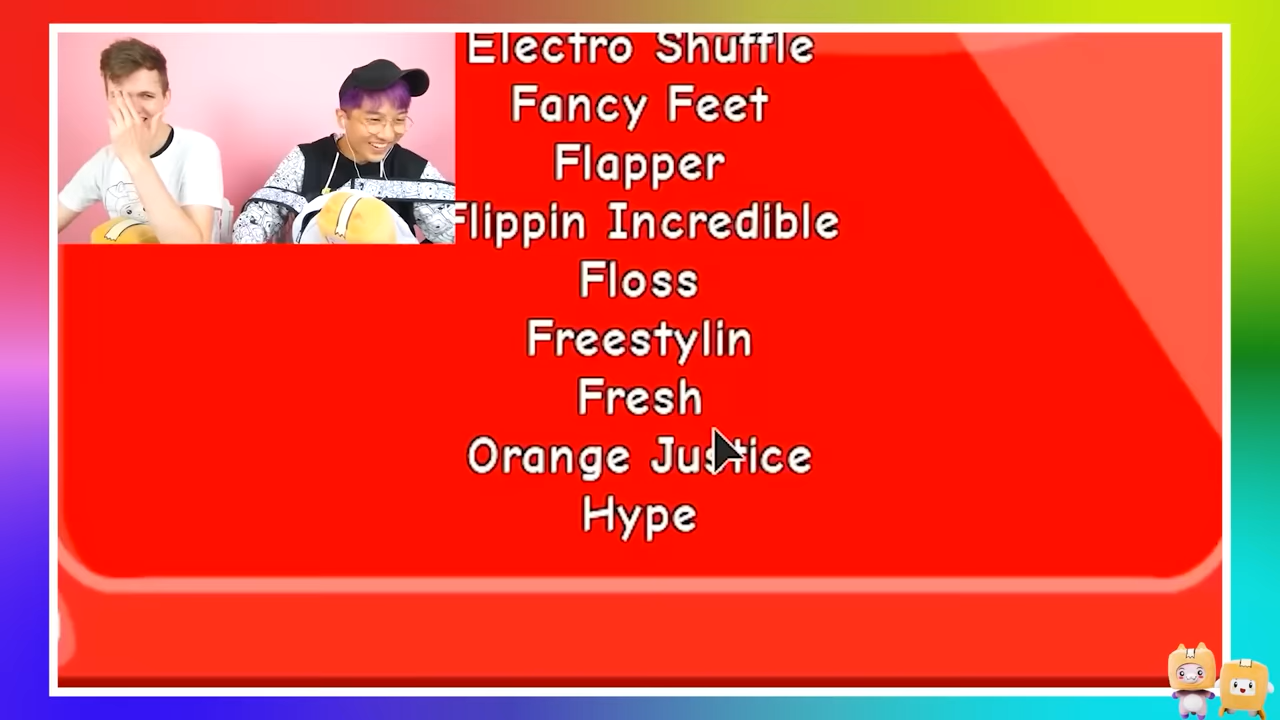 Electro Shuffle
Fancy Feet
Flapper
Flippin Incredible
Floss
Freestylin
Fresh
Orange Justice
Hype